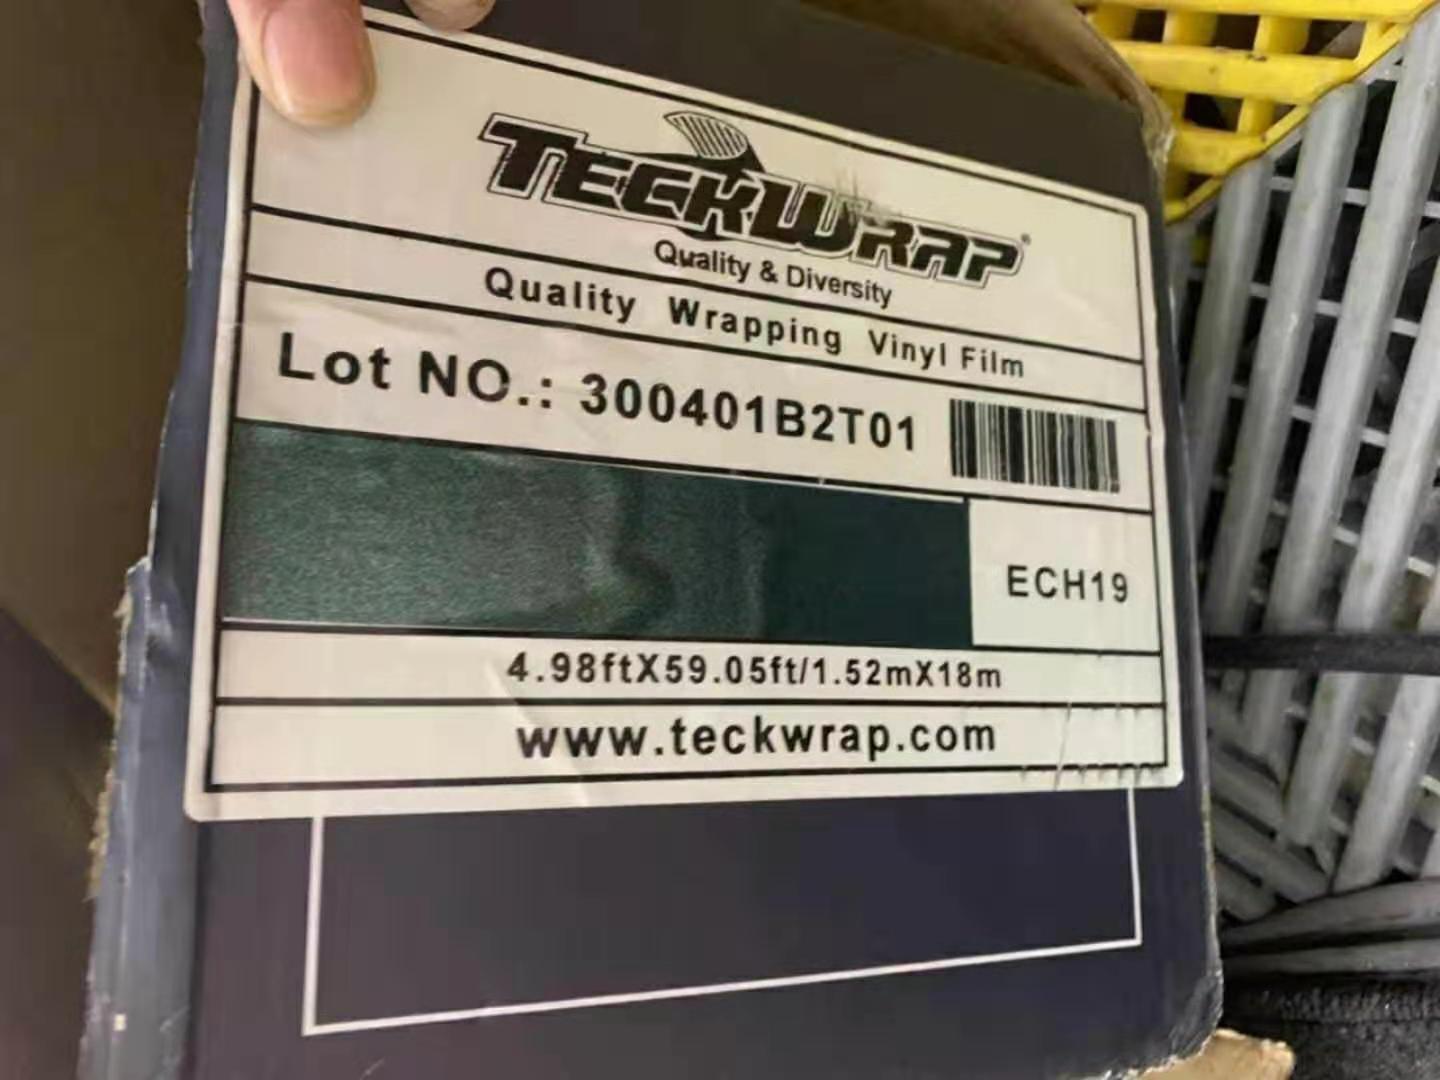 TECKWRAP®
Quality & Diversity
Quality Wrapping Vinyl Film
Lot NO.: 300401B2T01
ECH19
4.98ftX59.05ft/1.52mX18m
www.teckwrap.com